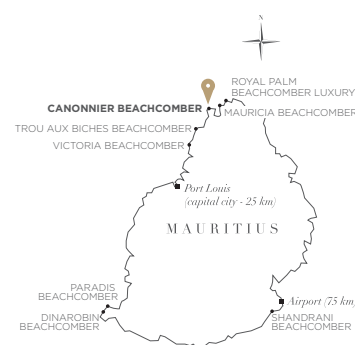 N
ROYAL PALM
BEACHCOMBER LUXURY
CANONNIER BEACHCOMBER
MAURICIA BEACHCOMBER
TROU AUX BICHES BEACHCOMBER
VICTORIA BEACHCOMBER
Port Louis
(capital city - 25 km)
MAURITIUS
PARADIS
BEACHCOMBER
Airport (75 km
DINAROBIN
BEACHCOMBER
SHANDRANI
BEACHCOMBER